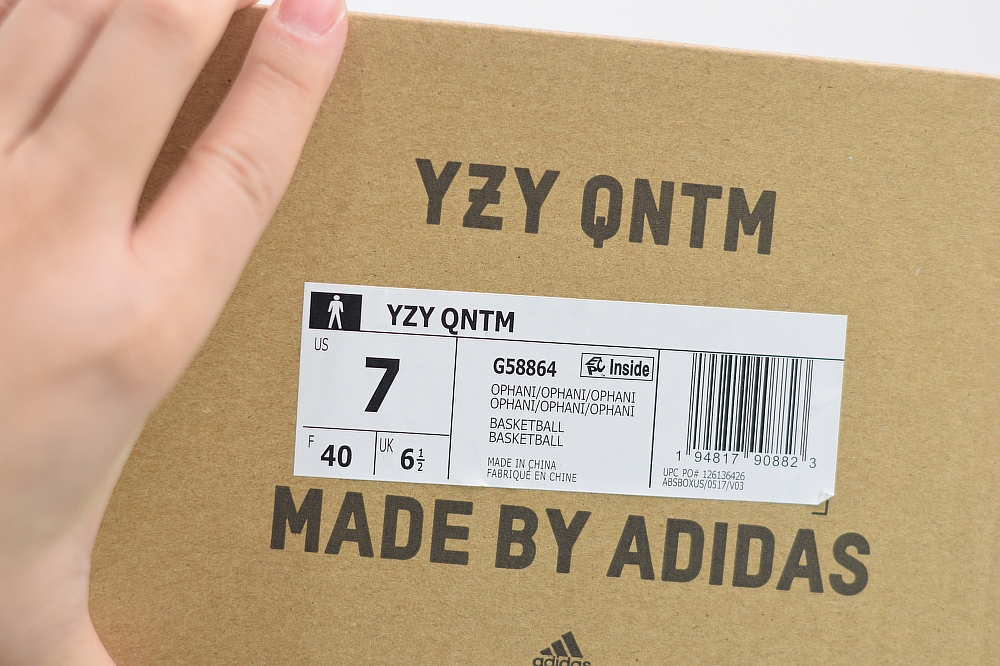 YZY QNTM
YZY QNTM
US
7
F 40
UK 6½
G58864
Inside
OPHANI/OPHANI/OPHANI
OPHANI/OPHANI/OPHANI
BASKETBALL
BASKETBALL
MADE IN CHINA
FABRIQUÉ EN CHINE
1 94817 90882 3
UPC PO# 126136426
ABSBOXUS/0517/V03
MADE BY ADIDAS
adidas